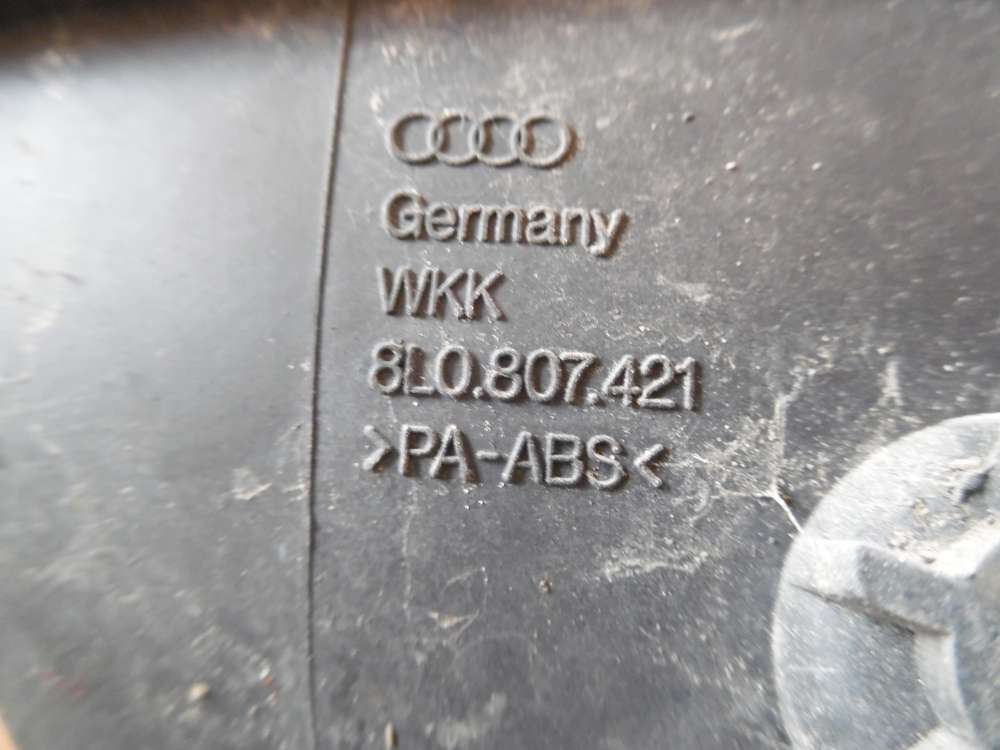 Germany
WKK
8L0.807.421
>PA-ABS<